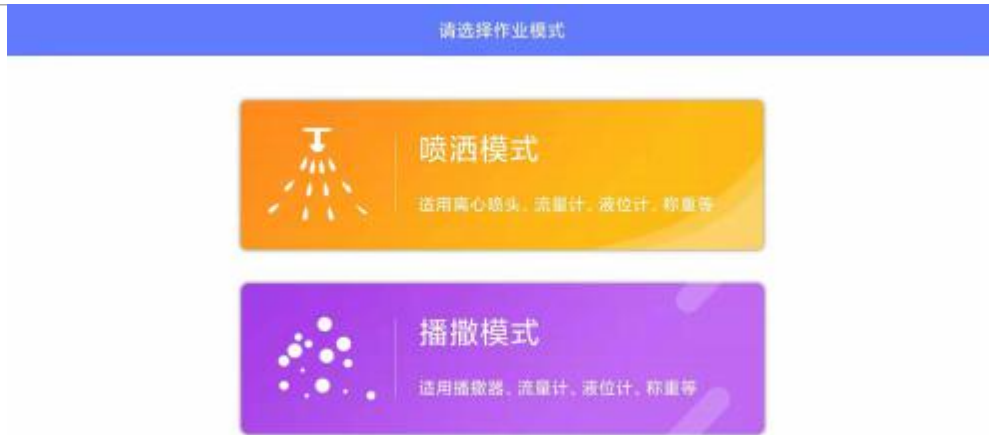 请选择作业模式
喷洒模式
适用离心喷头、流量计、液位计、称重等
播撒模式
适用播撒器、流量计、液位计、称重等